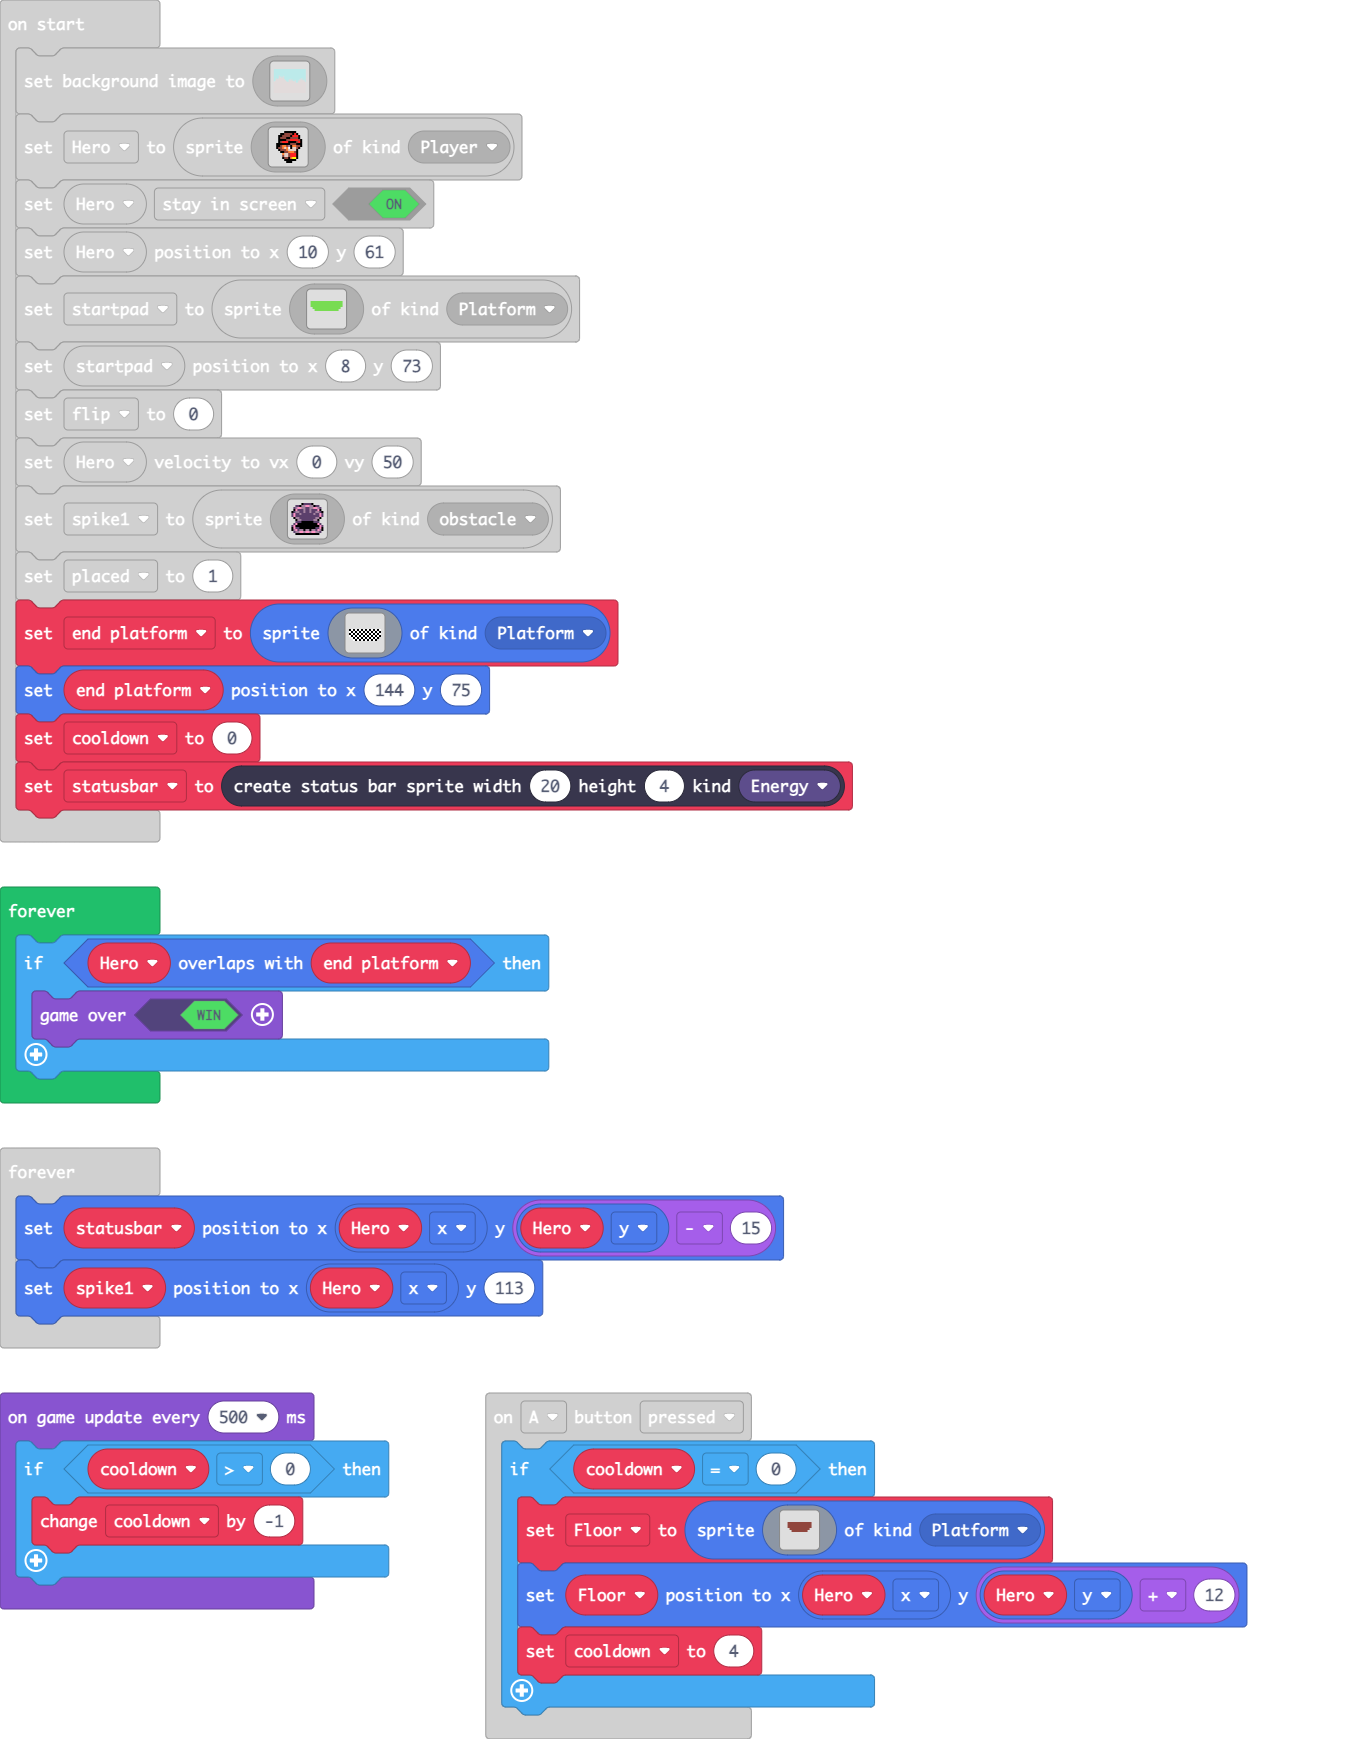 on start
set background image to
set Hero to sprite of kind Player
set Hero stay in screen ON
set Hero position to x 10 y 61
set startpad to sprite of kind Platform
set startpad position to x 8 y 73
set flip to 0
set Hero velocity to vx 0 vy 50
set spike1 to sprite of kind obstacle
set placed to 1
set end platform to sprite of kind Platform
set end platform position to x 144 y 75
set cooldown to 0
set statusbar to create status bar sprite width 20 height 4 kind Energy
forever
if Hero overlaps with end platform then
game over WIN
forever
set statusbar position to x Hero x y Hero y - 15
set spike1 position to x Hero x y 113
on game update every 500 ms
if cooldown > 0 then
change cooldown by -1
on A button pressed
if cooldown = 0 then
set Floor to sprite of kind Platform
set Floor position to x Hero x y Hero y + 12
set cooldown to 4